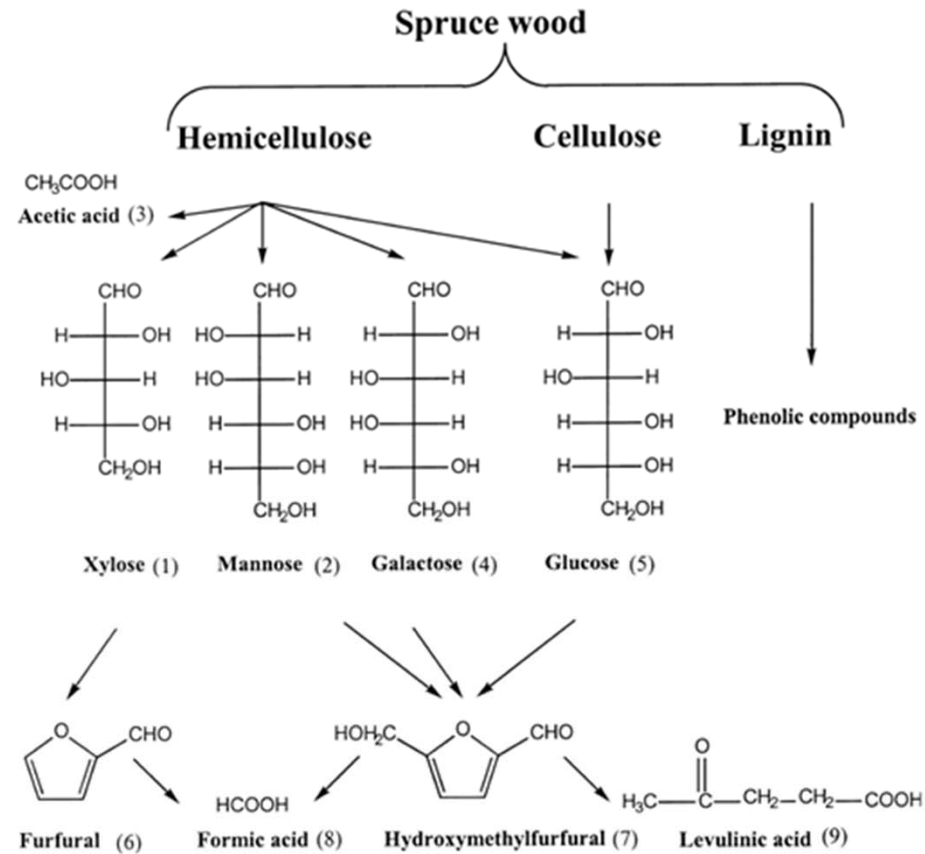 Spruce wood
Hemicellulose Cellulose Lignin
CH₃COOH
Acetic acid (3)
CHO CHO CHO CHO
H OH HO H H OH H OH
HO H HO H HO H HO H
H OH H OH HO H H OH
Phenolic compounds
CH₂OH H OH H OH H OH
CH₂OH CH₂OH CH₂OH
Xylose (1) Mannose (2) Galactose (4) Glucose (5)
O CHO HOH₂C O CHO O
HCOOH H₃C C CH₂ CH₂ COOH
Furfural (6) Formic acid (8) Hydroxymethylfurfural (7) Levulinic acid (9)